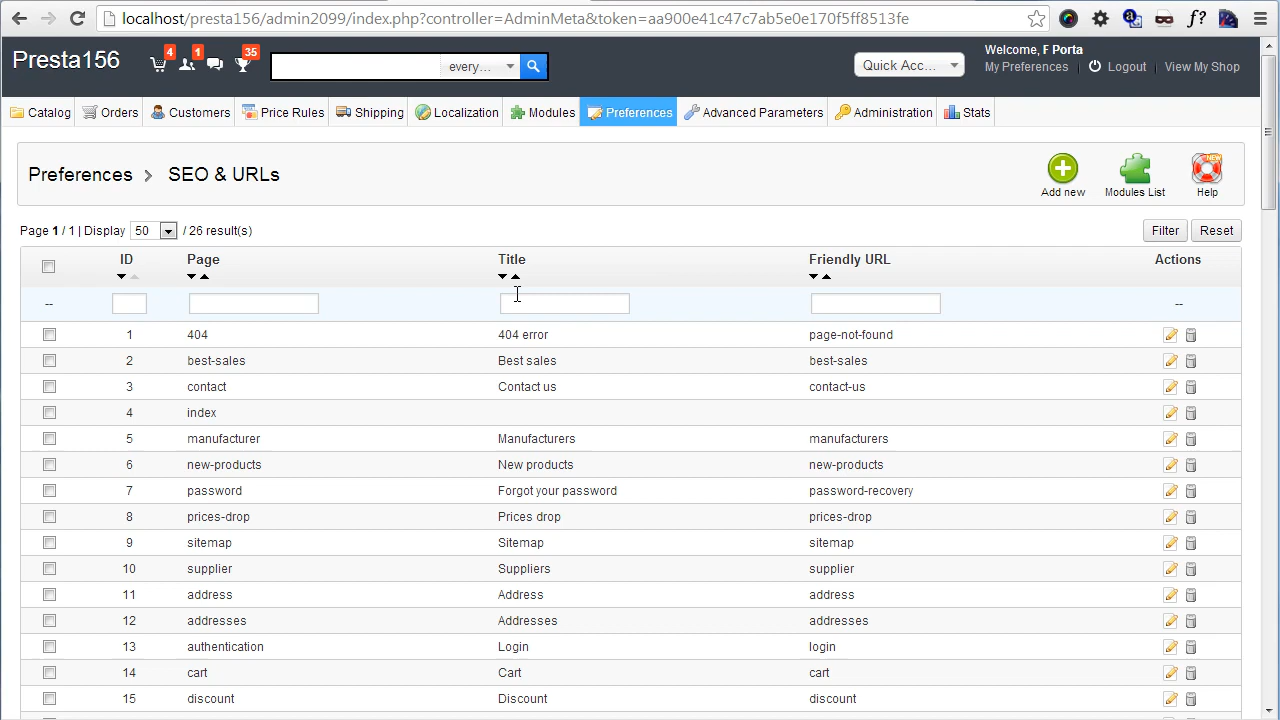 localhost/presta156/admin2099/index.php?controller=AdminMeta&token=aa900e41c47c7ab5e0e170f5ff8513fe
Presta156 4 1 35 every... Quick Acc... Welcome, F Porta
My Preferences | Logout | View My Shop
Catalog Orders Customers Price Rules Shipping Localization Modules Preferences Advanced Parameters Administration Stats
Preferences > SEO & URLs
Add new Modules List NEW Help
Page 1 / 1 | Display 50 / 26 result(s) Filter Reset
ID Page Title Friendly URL Actions
-- --
1 404 404 error page-not-found
2 best-sales Best sales best-sales
3 contact Contact us contact-us
4 index
5 manufacturer Manufacturers manufacturers
6 new-products New products new-products
7 password Forgot your password password-recovery
8 prices-drop Prices drop prices-drop
9 sitemap Sitemap sitemap
10 supplier Suppliers supplier
11 address Address address
12 addresses Addresses addresses
13 authentication Login login
14 cart Cart cart
15 discount Discount discount